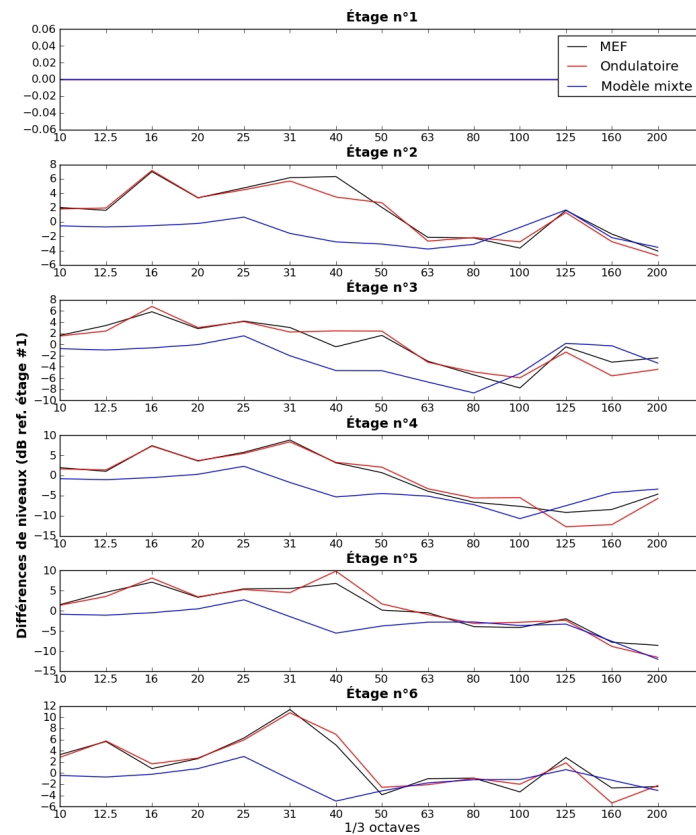 Étage n°1
0.06
0.04
0.02
0.00
−0.02
−0.04
−0.06
MEF
Ondulatoire
Modèle mixte
10 12.5 16 20 25 31 40 50 63 80 100 125 160 200
Étage n°2
8
6
4
2
0
−2
−4
−6
10 12.5 16 20 25 31 40 50 63 80 100 125 160 200
Étage n°3
8
6
4
2
0
−2
−4
−6
−8
−10
10 12.5 16 20 25 31 40 50 63 80 100 125 160 200
Étage n°4
10
5
0
−5
−10
−15
10 12.5 16 20 25 31 40 50 63 80 100 125 160 200
Étage n°5
10
5
0
−5
−10
−15
10 12.5 16 20 25 31 40 50 63 80 100 125 160 200
Étage n°6
12
10
8
6
4
2
0
−2
−4
−6
10 12.5 16 20 25 31 40 50 63 80 100 125 160 200
1/3 octaves
Différences de niveaux (dB ref. étage #1)